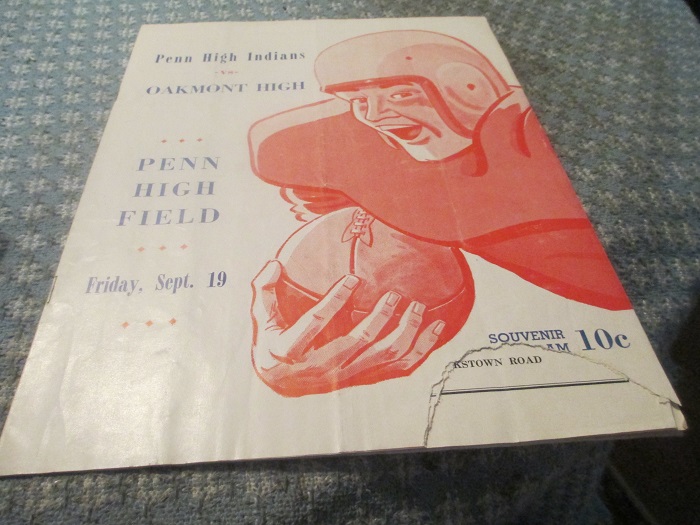 Penn High Indians
-vs-
OAKMONT HIGH
PENN
HIGH
FIELD
Friday, Sept. 19
SOUVENIR
AM 10c
KSTOWN ROAD